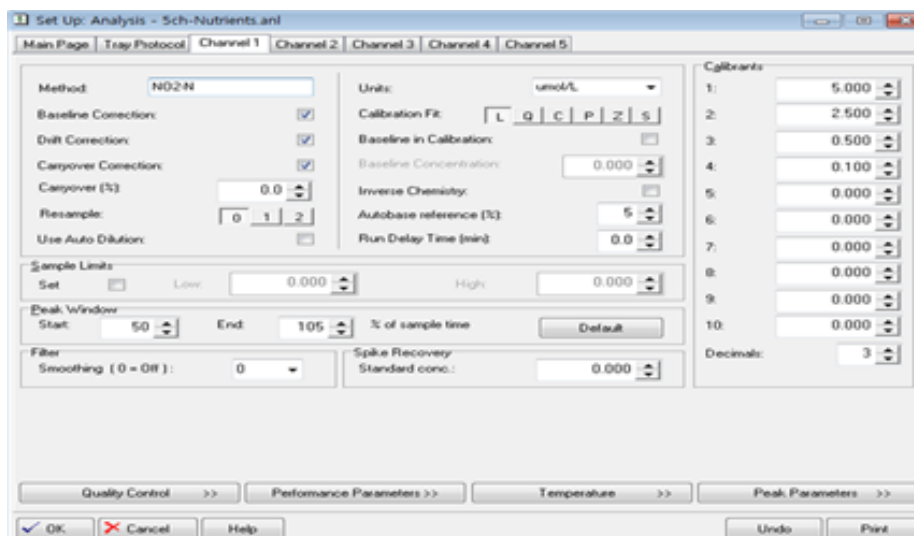 Set Up: Analysis - 5ch-Nutrients.anl
Main Page Tray Protocol Channel 1 Channel 2 Channel 3 Channel 4 Channel 5
Method: NO2-N
Baseline Correction:
Drift Correction:
Carryover Correction:
Carryover (%): 0.0
Resample: 0 1 2
Use Auto Dilution:
Units: umol/L
Calibration Fit: L Q C P Z S
Baseline in Calibration:
Baseline Concentration: 0.000
Inverse Chemistry:
Autobase reference (%): 5
Run Delay Time (min): 0.0
Calibrants
1: 5.000
2: 2.500
3: 0.500
4: 0.100
5: 0.000
6: 0.000
7: 0.000
8: 0.000
9: 0.000
10: 0.000
Decimals: 3
Sample Limits
Set Low: 0.000 High: 0.000
Peak Window
Start: 50 End: 105 % of sample time Default
Filter
Smoothing ( 0 = Off ) : 0
Spike Recovery
Standard conc.: 0.000
Quality Control >> Performance Parameters >> Temperature >> Peak Parameters >>
OK Cancel Help Undo Print